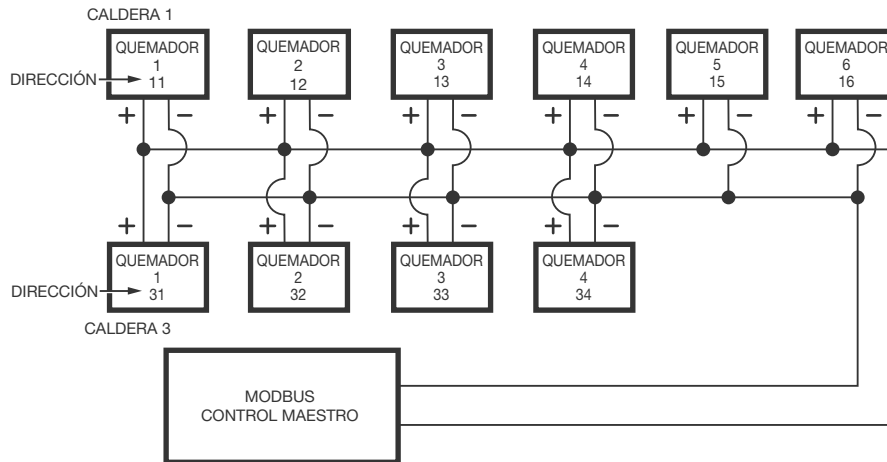 CALDERA 1
QUEMADOR
1
11
QUEMADOR
2
12
QUEMADOR
3
13
QUEMADOR
4
14
QUEMADOR
5
15
QUEMADOR
6
16
DIRECCIÓN
+ −
+ −
+ −
+ −
+ −
+ −
+ −
+ −
+ −
+ −
QUEMADOR
1
31
QUEMADOR
2
32
QUEMADOR
3
33
QUEMADOR
4
34
DIRECCIÓN
CALDERA 3
MODBUS
CONTROL MAESTRO